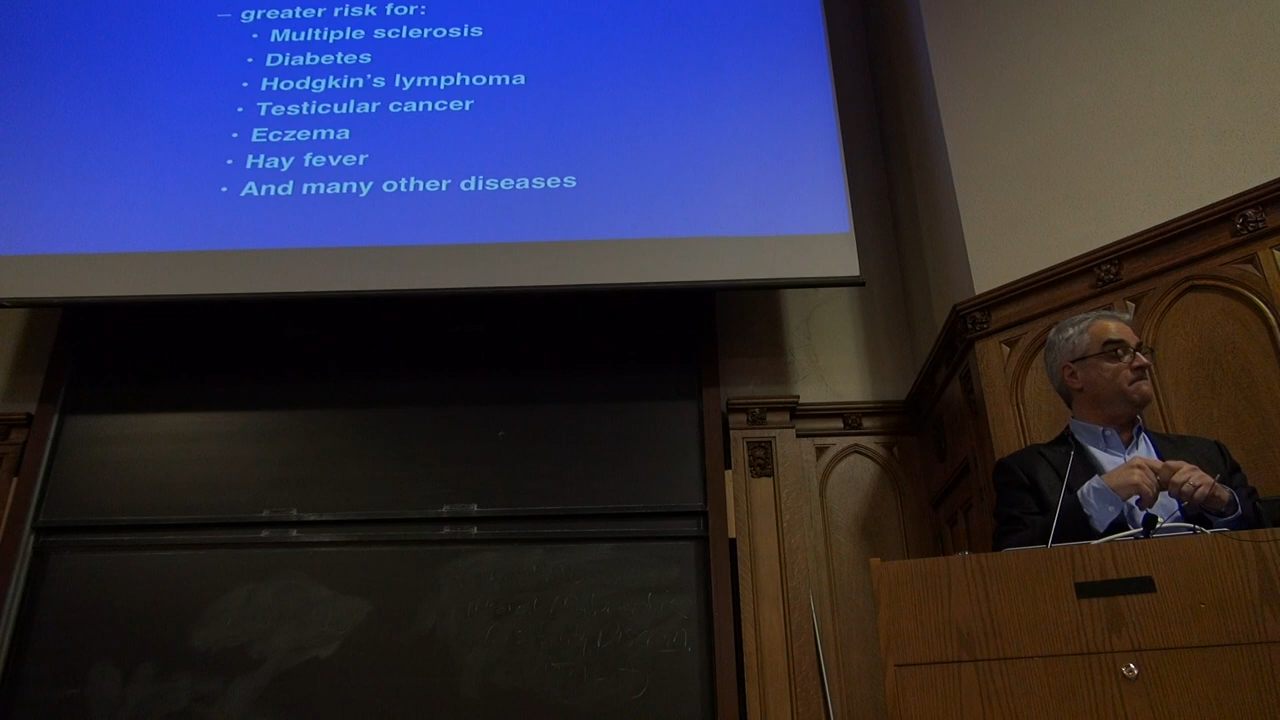 – greater risk for:
• Multiple sclerosis
• Diabetes
• Hodgkin's lymphoma
• Testicular cancer
• Eczema
• Hay fever
• And many other diseases